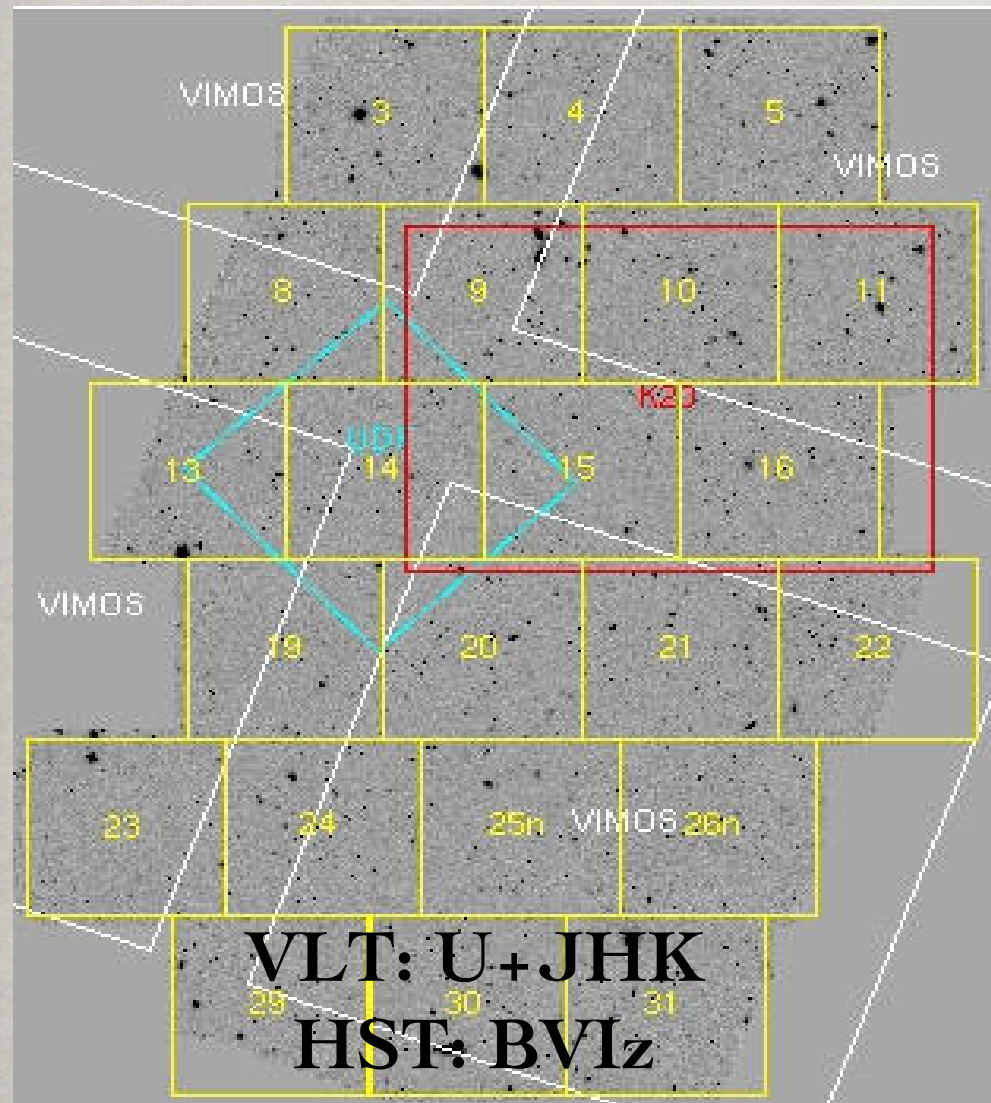 VIMOS
3 4 5
VIMOS
8 9 10 11
K20
UDF
13 14 15 16
VIMOS
19 20 21 22
23 24 25n VIMOS 26n
VLT: U+JHK
29 30 31
HST: BVIz